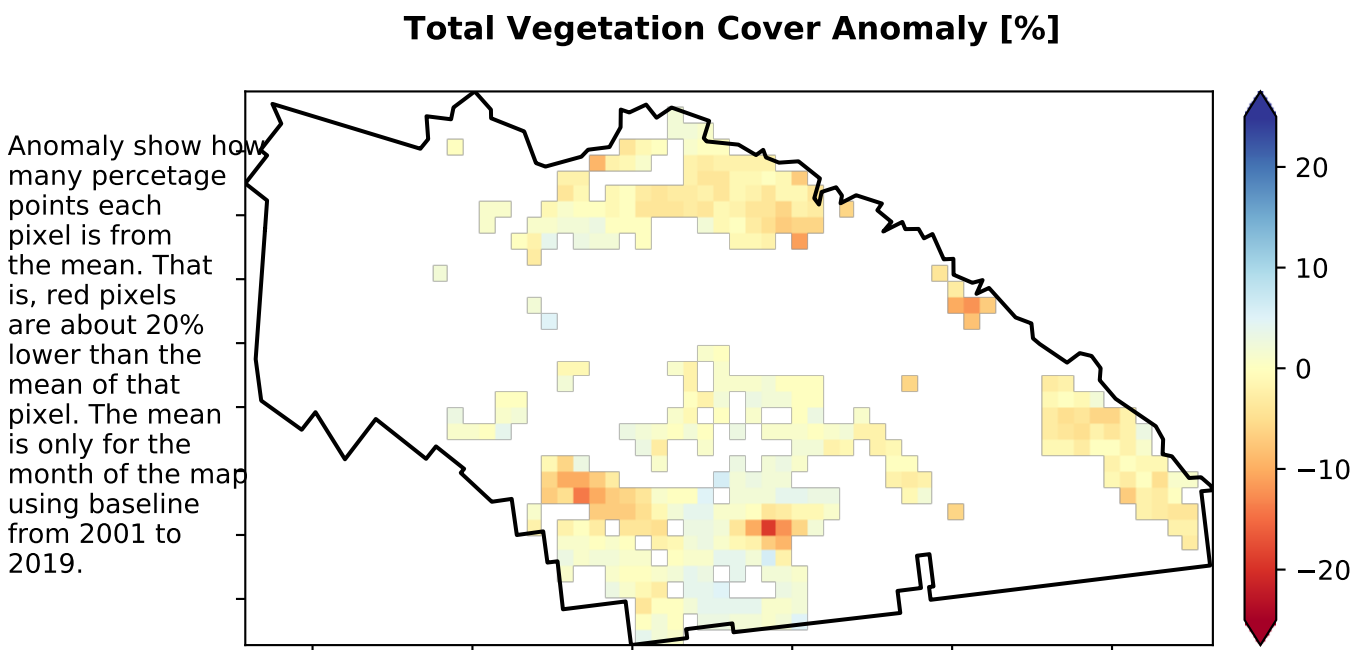 Total Vegetation Cover Anomaly [%]
Anomaly show how
many percetage
points each
pixel is from
the mean. That
is, red pixels
are about 20%
lower than the
mean of that
pixel. The mean
is only for the
month of the map
using baseline
from 2001 to
2019.
20
10
0
−10
−20